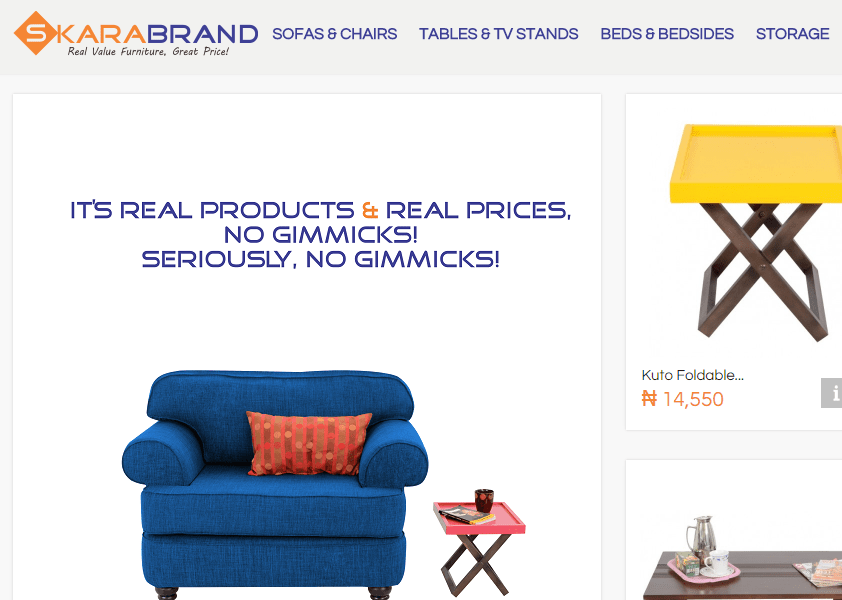 SKARABRAND
Real Value Furniture, Great Price!
SOFAS & CHAIRS TABLES & TV STANDS BEDS & BEDSIDES STORAGE
IT'S REAL PRODUCTS & REAL PRICES,
NO GIMMICKS!
SERIOUSLY, NO GIMMICKS!
Kuto Foldable...
₦ 14,550
i